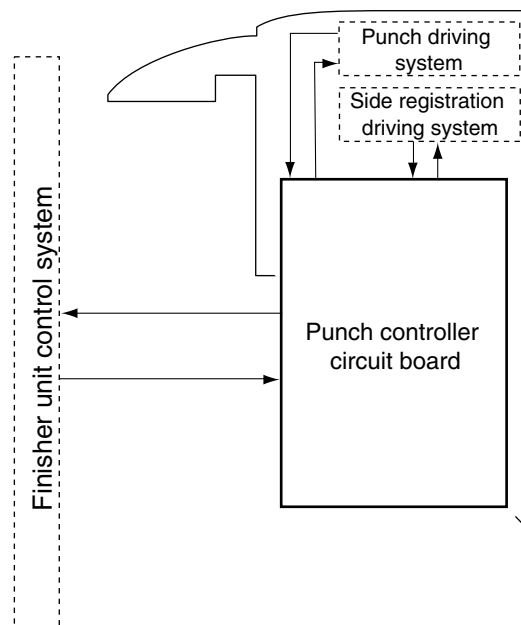 Punch driving
system
Side registration
driving system
Finisher unit control system
Punch controller
circuit board